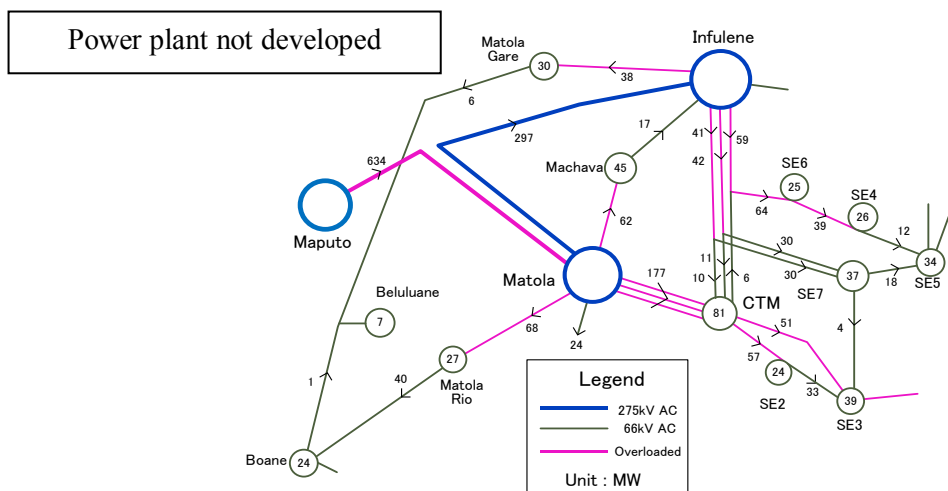 Power plant not developed
Matola
Gare
30
38
Infulene
6
297
17
41
42
59
634
Machava
45
SE6
25
SE4
26
64
39
12
62
Maputo
11
10
6
30
30
34
SE5
37
18
SE7
Matola
177
CTM
81
Beluluane
7
68
24
51
57
4
27
Matola
Rio
40
1
24
SE2
33
39
SE3
Boane
24
Legend
275kV AC
66kV AC
Overloaded
Unit : MW